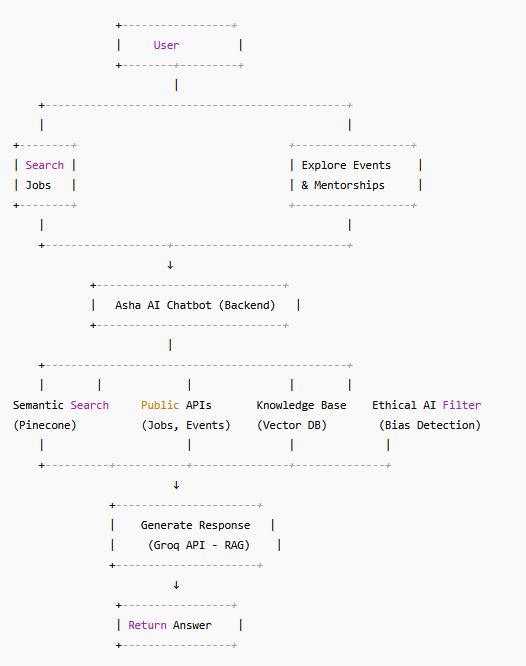 User
Search Explore Events
Jobs & Mentorships
Asha AI Chatbot (Backend)
Semantic Search Public APIs Knowledge Base Ethical AI Filter
(Pinecone) (Jobs, Events) (Vector DB) (Bias Detection)
Generate Response
(Groq API - RAG)
Return Answer